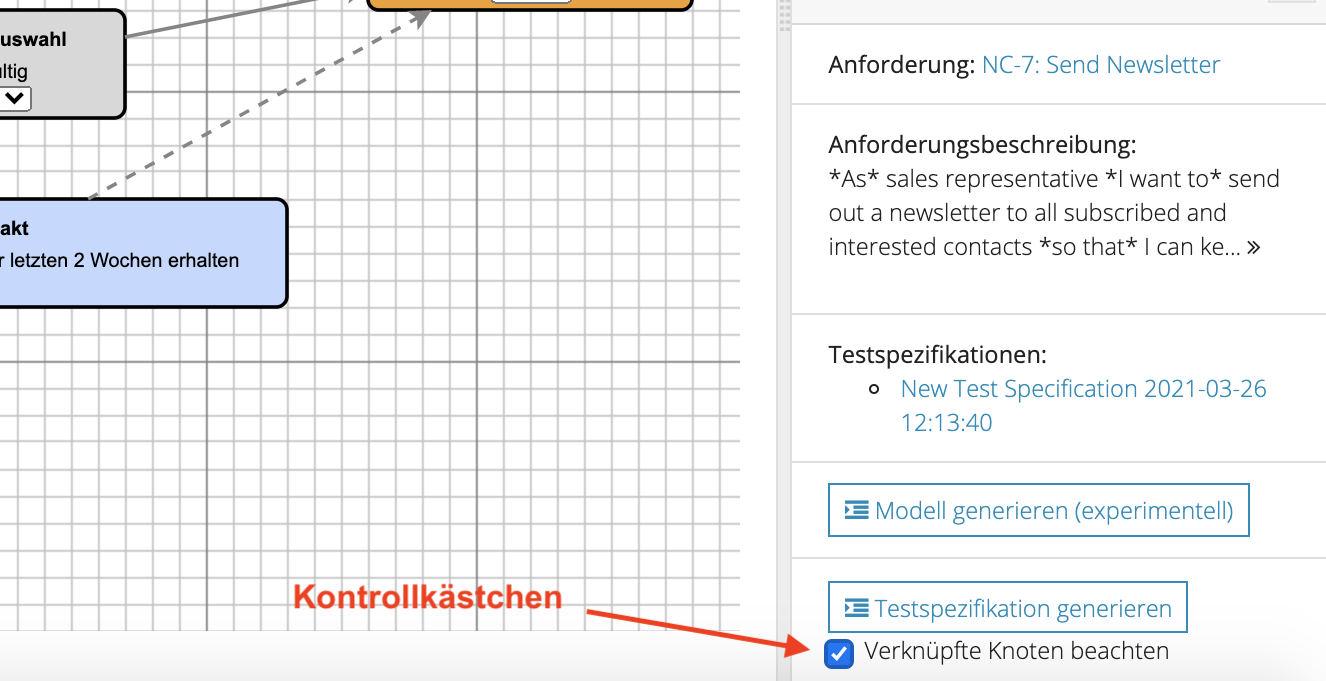 uswahl
ltig
akt
r letzten 2 Wochen erhalten
Anforderung: NC-7: Send Newsletter
Anforderungsbeschreibung:
*As* sales representative *I want to* send
out a newsletter to all subscribed and
interested contacts *so that* I can ke... »
Testspezifikationen:
New Test Specification 2021-03-26
12:13:40
Modell generieren (experimentell)
Kontrollkästchen
Testspezifikation generieren
Verknüpfte Knoten beachten